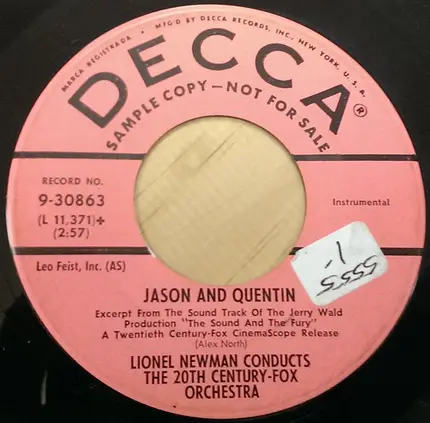 MARCA REGISTRADA • MFG'D BY DECCA RECORDS, INC., NEW YORK, U. S. A.
DECCA®
SAMPLE COPY—NOT FOR SALE
RECORD NO.
9-30863
(L 11,371)+
(2:57)
Instrumental
Leo Feist, Inc. (AS)
5555
1-
JASON AND QUENTIN
Excerpt From The Sound Track Of The Jerry Wald
Production "The Sound And The Fury"
A Twentieth Century-Fox CinemaScope Release
(Alex North)
LIONEL NEWMAN CONDUCTS
THE 20TH CENTURY-FOX
ORCHESTRA